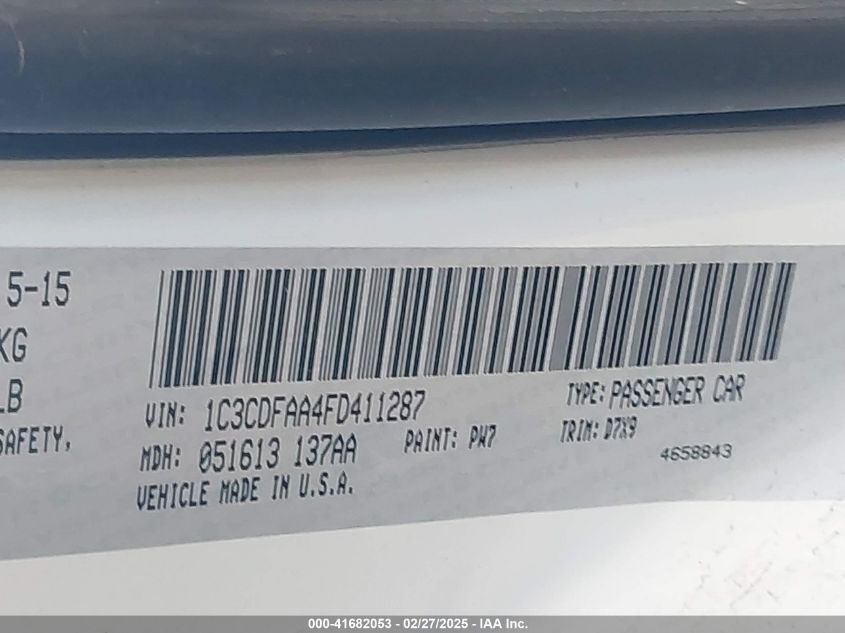 5-15
KG
LB
SAFETY,
VIN: 1C3CDFAA4FD411287
TYPE: PASSENGER CAR
MDH: 051613 137AA
PAINT: PW7
TRIM: D7X9
VEHICLE MADE IN U.S.A.
4658843
000-41682053 - 02/27/2025 - IAA Inc.